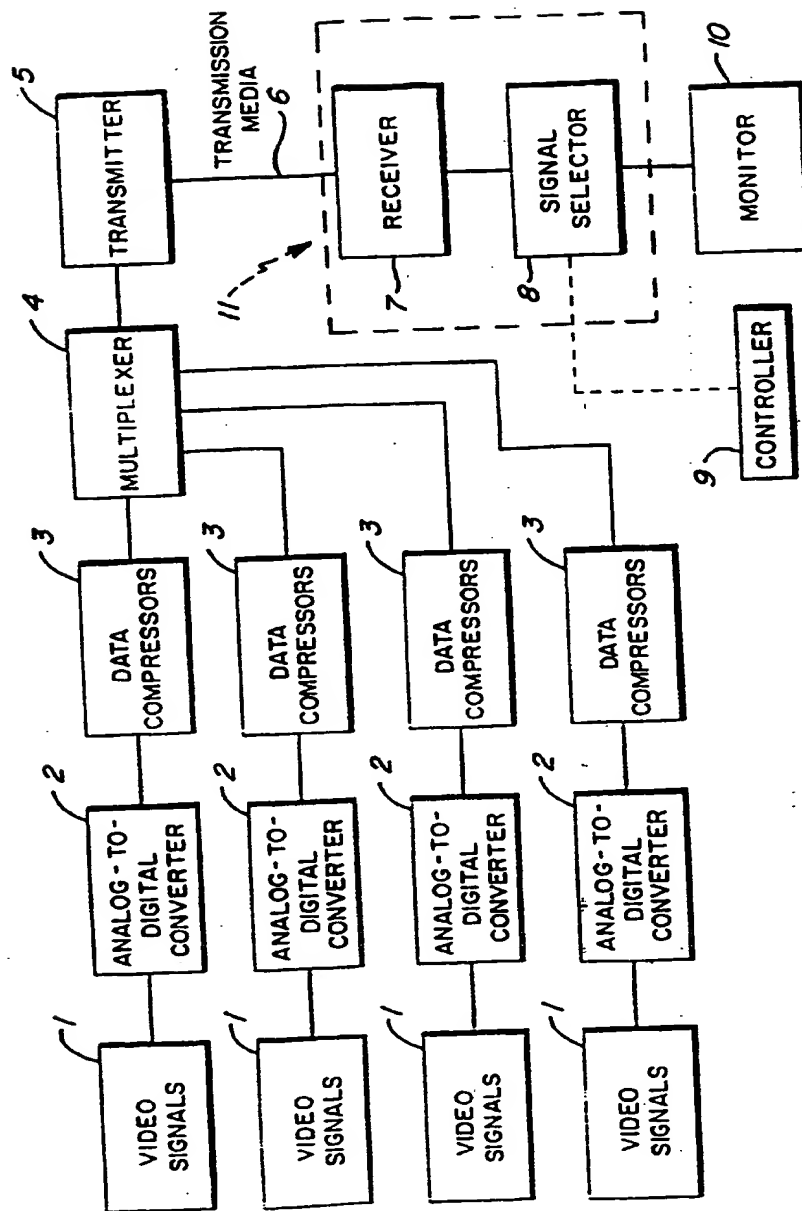 1
VIDEO
SIGNALS
2
ANALOG-TO-
DIGITAL
CONVERTER
3
DATA
COMPRESSORS
4
MULTIPLEXER
5
TRANSMITTER
1
VIDEO
SIGNALS
2
ANALOG-TO-
DIGITAL
CONVERTER
3
DATA
COMPRESSORS
1
VIDEO
SIGNALS
2
ANALOG-TO-
DIGITAL
CONVERTER
3
DATA
COMPRESSORS
1
VIDEO
SIGNALS
2
ANALOG-TO-
DIGITAL
CONVERTER
3
DATA
COMPRESSORS
TRANSMISSION
MEDIA
6
11
RECEIVER
7
SIGNAL
SELECTOR
8
CONTROLLER
9
MONITOR
10